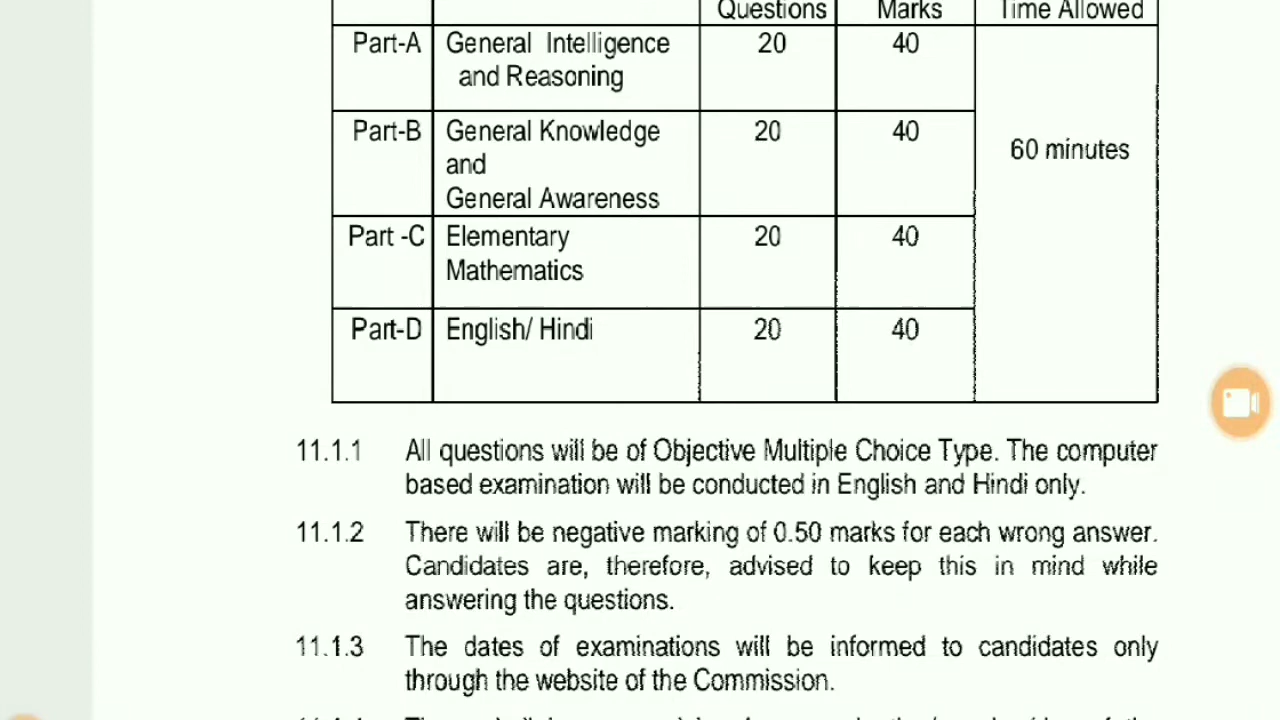 Questions Marks Time Allowed
Part-A General Intelligence 20 40
and Reasoning
Part-B General Knowledge 20 40
and
60 minutes
General Awareness
Part -C Elementary 20 40
Mathematics
Part-D English/ Hindi 20 40
11.1.1 All questions will be of Objective Multiple Choice Type. The computer
based examination will be conducted in English and Hindi only.
11.1.2 There will be negative marking of 0.50 marks for each wrong answer.
Candidates are, therefore, advised to keep this in mind while
answering the questions.
11.1.3 The dates of examinations will be informed to candidates only
through the website of the Commission.